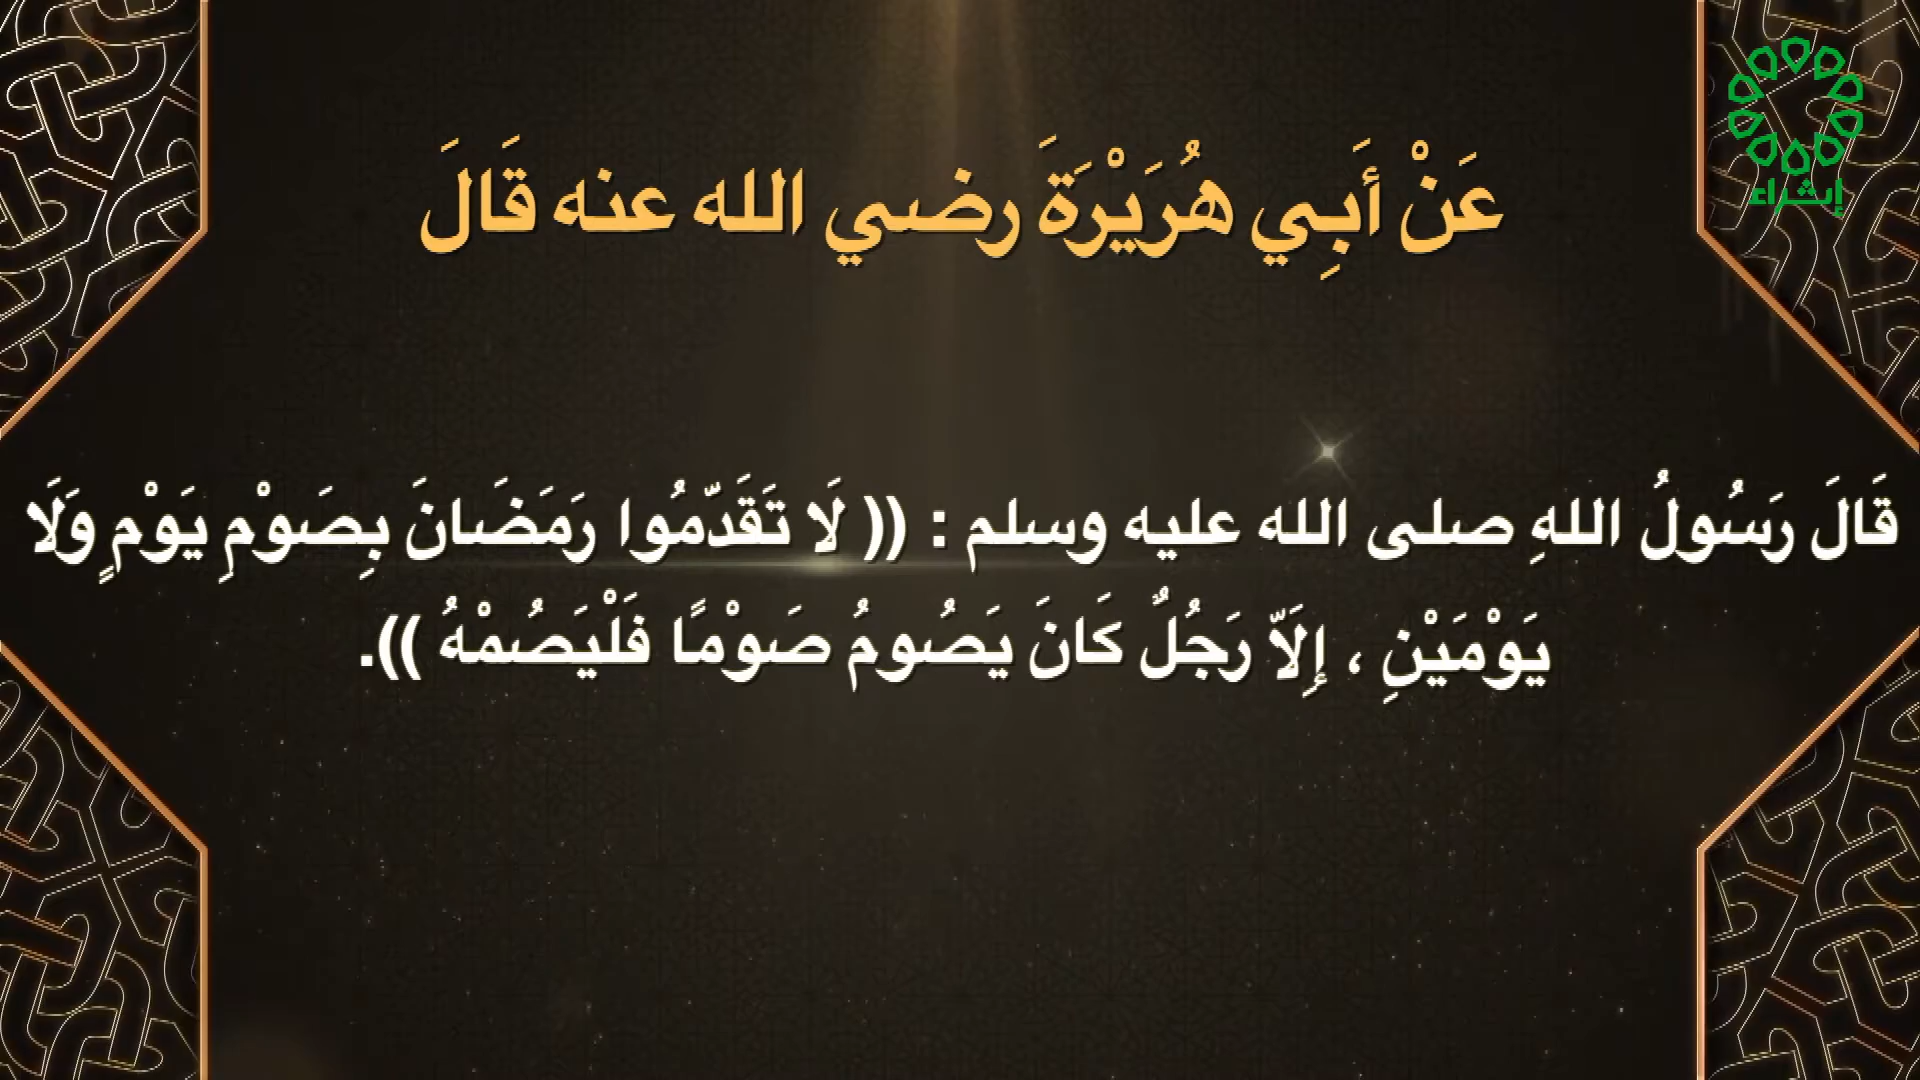 إثراء
عَنْ أَبِي هُرَيْرَةَ رضي الله عنه قَالَ
قَالَ رَسُولُ اللهِ صلى الله عليه وسلم : (( لَا تَقَدّمُوا رَمَضَانَ بِصَوْمِ يَوْمٍ وَلَا
يَوْمَيْنِ ، إِلَّا رَجُلٌ كَانَ يَصُومُ صَوْمًا فَلْيَصُمْهُ )).